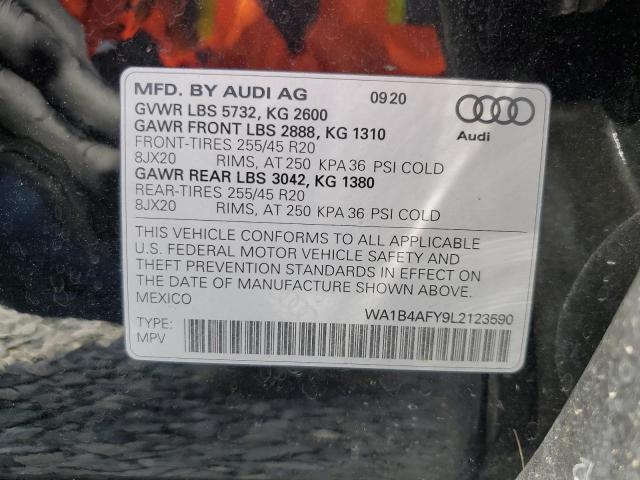 MFD. BY AUDI AG 0920
GVWR LBS 5732, KG 2600
GAWR FRONT LBS 2888, KG 1310
FRONT-TIRES 255/45 R20
8JX20 RIMS, AT 250 KPA 36 PSI COLD
GAWR REAR LBS 3042, KG 1380
REAR-TIRES 255/45 R20
8JX20 RIMS, AT 250 KPA 36 PSI COLD
Audi
THIS VEHICLE CONFORMS TO ALL APPLICABLE
U.S. FEDERAL MOTOR VEHICLE SAFETY AND
THEFT PREVENTION STANDARDS IN EFFECT ON
THE DATE OF MANUFACTURE SHOWN ABOVE.
MEXICO WA1B4AFY9L2123590
TYPE:
MPV